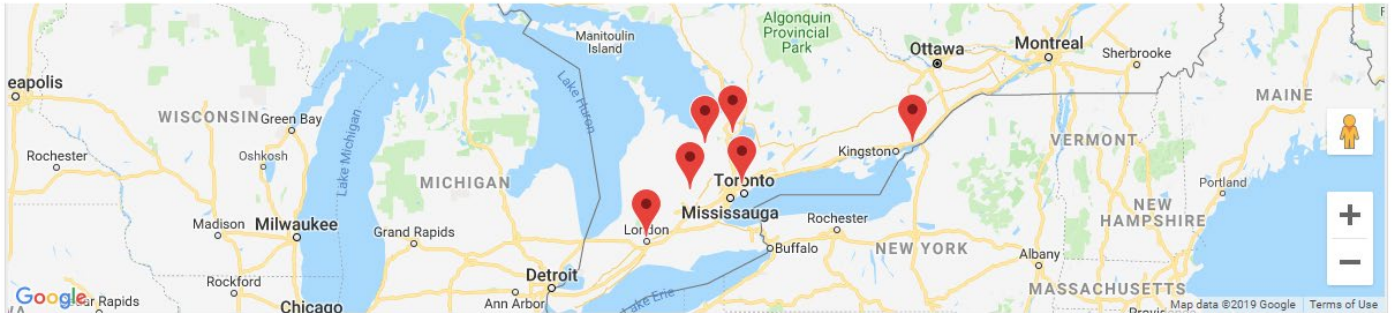 Algonquin
Provincial
Park
Manitoulin
Island
Ottawa
Montreal
Sherbrooke
eapolis
WISCONSIN
Green Bay
Lake Huron
MAINE
Rochester
Oshkosh
Lake Michigan
MICHIGAN
Kingston
VERMONT
Toronto
Portland
Mississauga
Madison
Milwaukee
Grand Rapids
London
Rochester
NEW
HAMPSHIRE
Buffalo
NEW YORK
Albany
Rockford
Detroit
Ann Arbor
Lake Erie
MASSACHUSETTS
Google
ar Rapids
Chicago
Map data ©2019 Google
Terms of Use